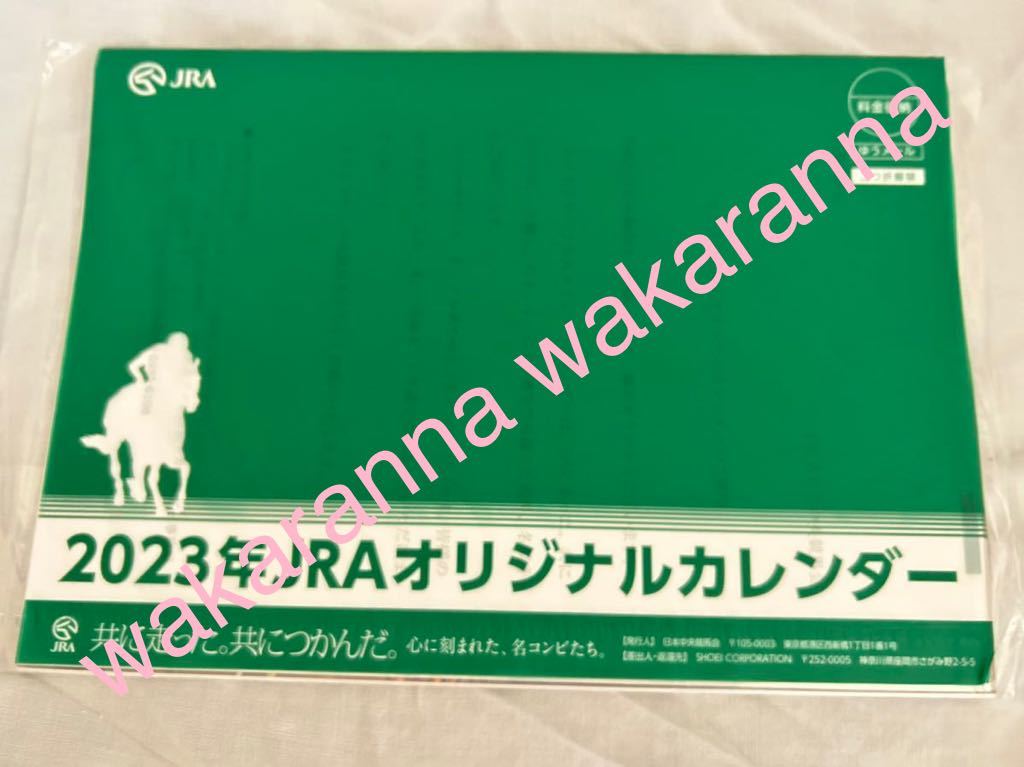 JRA
料金後納
ゆうメール
2023年JRAオリジナルカレンダー
JRA 共に走った。共につかんだ。 心に刻まれた、名コンビたち。
【発行人】 日本中央競馬会 〒105-0003 東京都港区西新橋1丁目1番1号
【差出人・返還先】 SHOEI CORPORATION 〒252-0005 神奈川県座間市さがみ野2-5-5
wakaranna wakaranna